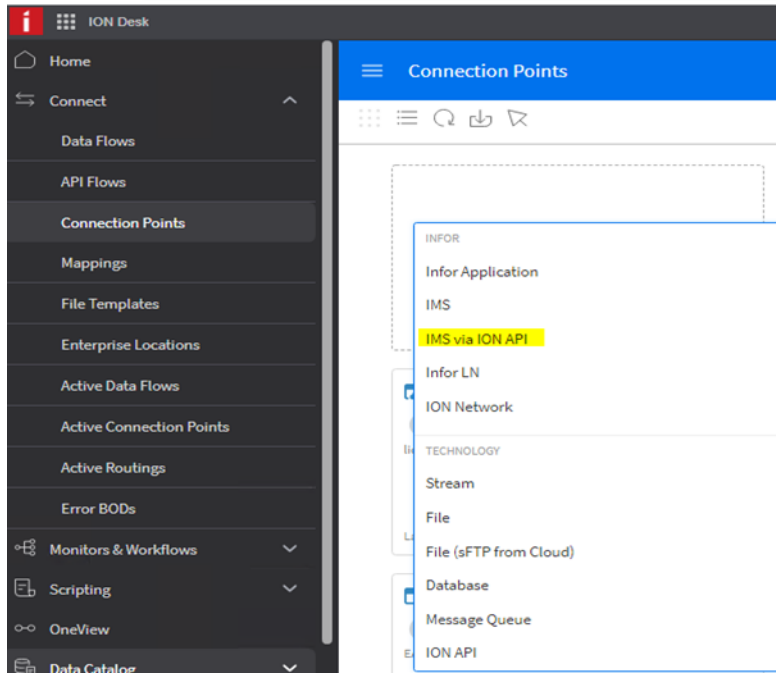 ION Desk
Home
Connect
Data Flows
API Flows
Connection Points
Mappings
File Templates
Enterprise Locations
Active Data Flows
Active Connection Points
Active Routings
Error BODs
Monitors & Workflows
Scripting
OneView
Data Catalog
Connection Points
INFOR
Infor Application
IMS
IMS via ION API
Infor LN
ION Network
TECHNOLOGY
Stream
File
File (sFTP from Cloud)
Database
Message Queue
ION API